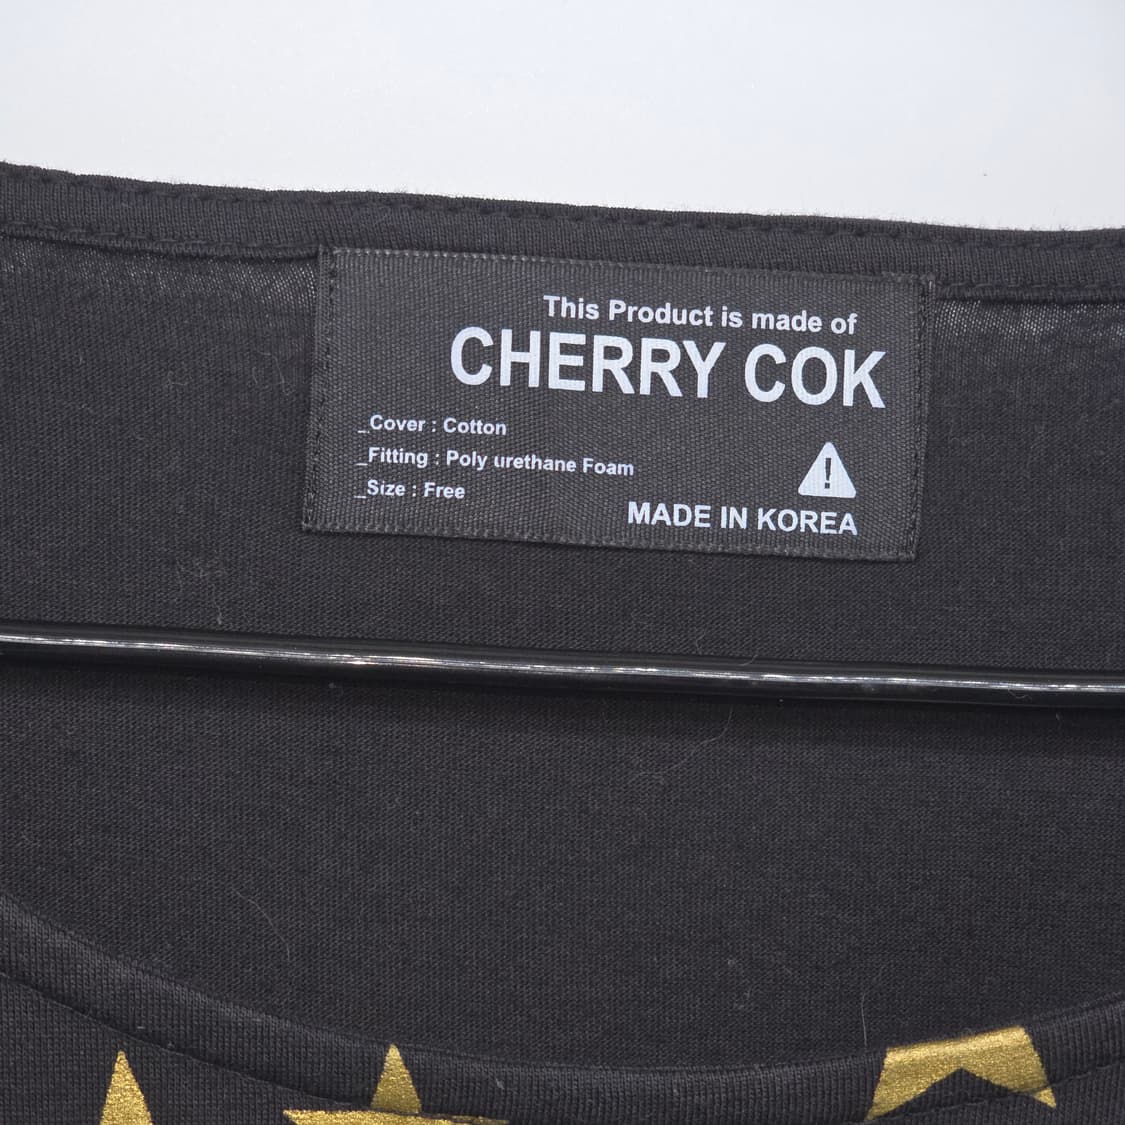 This Product is made of
CHERRY COK
_Cover : Cotton
_Fitting : Poly urethane Foam
_Size : Free
MADE IN KOREA